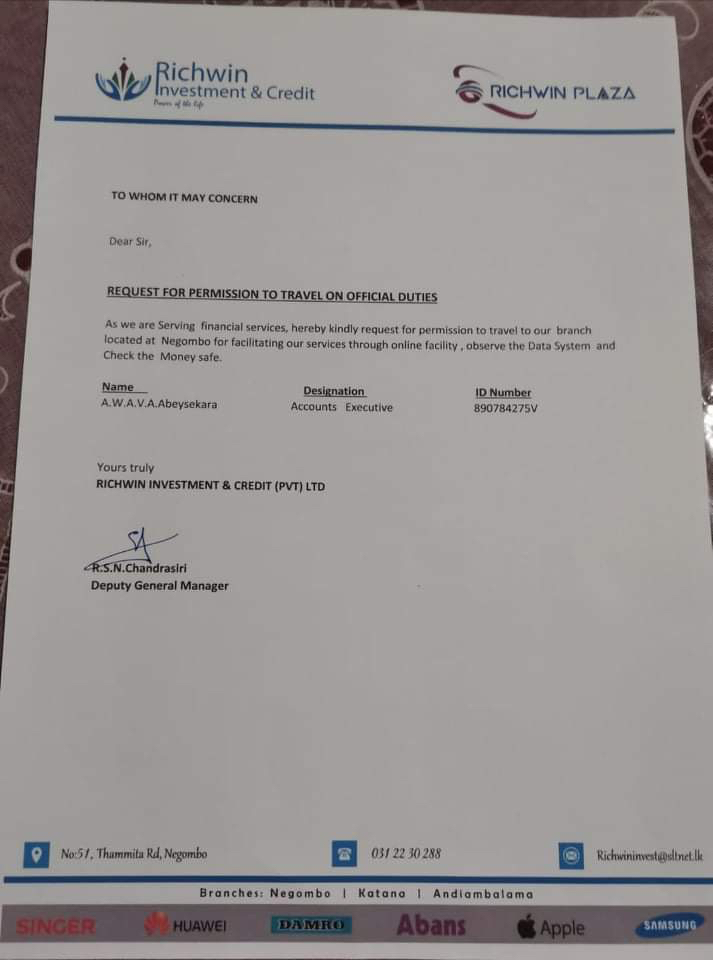 Richwin
Investment & Credit
Power of the life
RICHWIN PLAZA
TO WHOM IT MAY CONCERN
Dear Sir,
REQUEST FOR PERMISSION TO TRAVEL ON OFFICIAL DUTIES
As we are Serving financial services, hereby kindly request for permission to travel to our branch
located at Negombo for facilitating our services through online facility , observe the Data System and
Check the Money safe.
Name Designation ID Number
A.W.A.V.A.Abeysekara Accounts Executive 890784275V
Yours truly
RICHWIN INVESTMENT & CREDIT (PVT) LTD
R.S.N.Chandrasiri
Deputy General Manager
No:51, Thammita Rd, Negombo 031 22 30 288 Richwininvest@sltnet.lk
Branches: Negombo | Katana | Andiambalama
SINGER HUAWEI DAMRO Abans Apple SAMSUNG